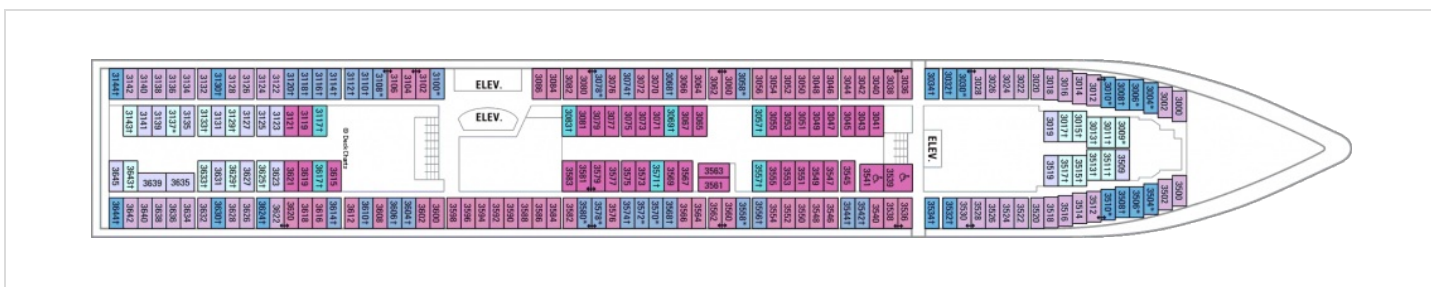 3144† 3142 3140 3138 3136 3134 3132 3130† 3128 3126 3124 3122 3120† 3118† 3116† 3114† 3112† 3110† 3108* 3106 3104 3102 3100* ELEV. 3086 3084 3082 3080 3078* 3076 3074† 3072 3070 3068† 3066 3064 3062 3060 3058* 3056 3054 3052 3050 3048 3046 3044 3042 3040 3038 3036 3034† 3032† 3030* 3028 3026 3024 3022 3020 3018 3016 3014 3012 3010* 3008† 3006* 3004* 3002 3000
3143† 3141 3139 3137* 3135 3133† 3131 3129† 3127 3125 3123 3121 3119 3117† © Deck Chartz ELEV. 3083† 3081 3079 3077 3075 3073 3071 3069† 3067 3065 3057† 3055 3053 3051 3049 3047 3045 3043 3041 ELEV. 3019 3017† 3015† 3013† 3011† 3009*
3645 3643† 3639 3635 3633† 3631 3629† 3627 3625† 3623 3621 3619 3617† 3615 3583 3581 3579 3577 3575 3573 3571† 3569 3567 3563 3561 3557† 3555 3553 3551 3549 3547 3545 3541 3539 3519 3517† 3515† 3513† 3511† 3509
3644† 3642 3640 3638 3636 3634 3632 3630† 3628 3626 3624† 3622 3620 3618 3616 3614† 3612 3610† 3608 3606† 3604† 3602 3600 3598 3596 3594 3592 3590 3588 3586 3584 3582 3580* 3578* 3576 3574† 3572* 3570* 3568† 3566 3564 3562 3560 3558* 3556† 3554 3552 3550 3548 3546 3544† 3542† 3540 3538 3536 3534† 3532† 3530* 3528 3526 3524 3522 3520 3518 3516 3514 3512 3510* 3508† 3506* 3504* 3502 3500